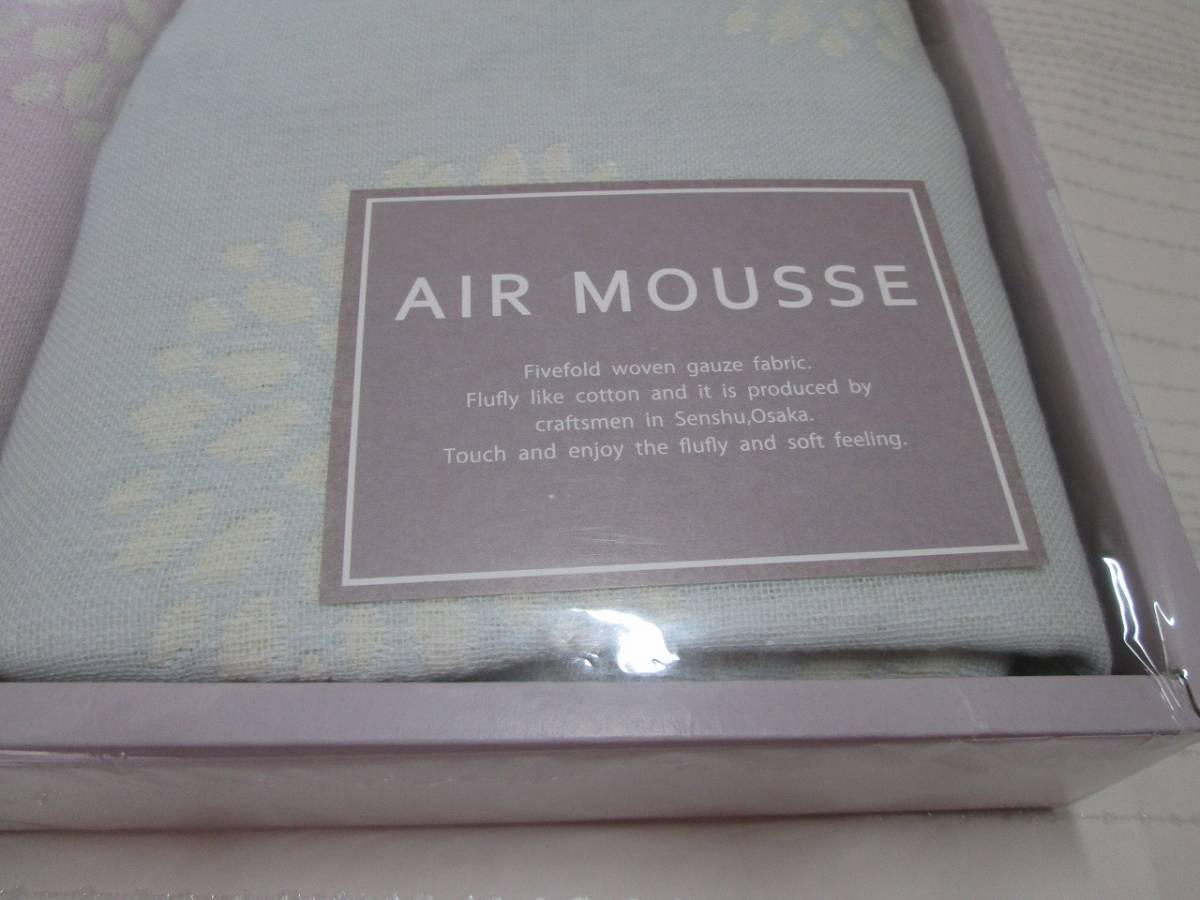 AIR MOUSSE
Fivefold woven gauze fabric.
Flufly like cotton and it is produced by
craftsmen in Senshu,Osaka.
Touch and enjoy the flufly and soft feeling.